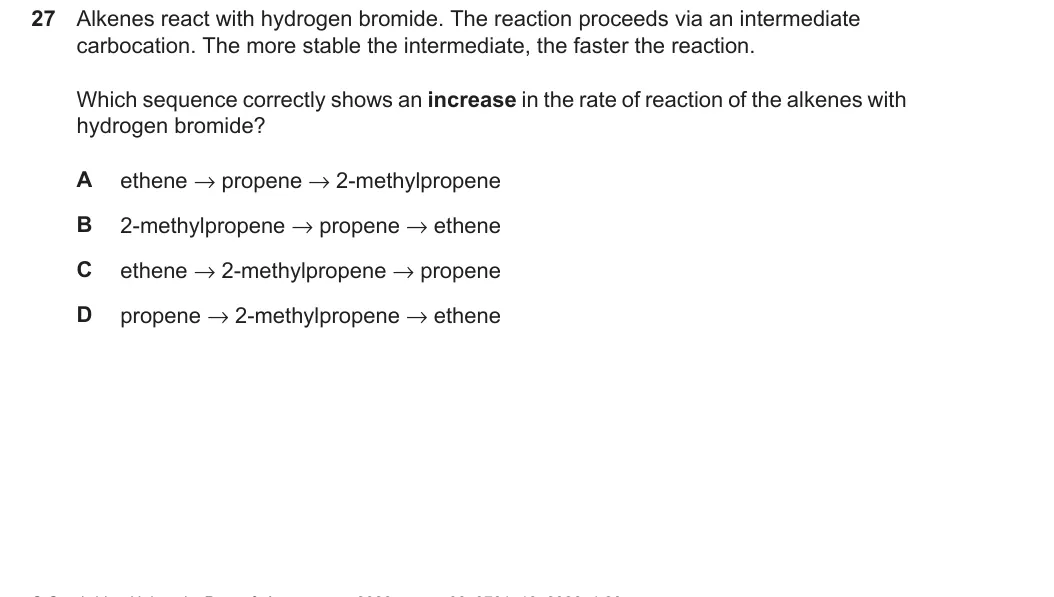 27 Alkenes react with hydrogen bromide. The reaction proceeds via an intermediate
carbocation. The more stable the intermediate, the faster the reaction.
Which sequence correctly shows an increase in the rate of reaction of the alkenes with
hydrogen bromide?
A ethene → propene → 2-methylpropene
B 2-methylpropene → propene → ethene
C ethene → 2-methylpropene → propene
D propene → 2-methylpropene → ethene